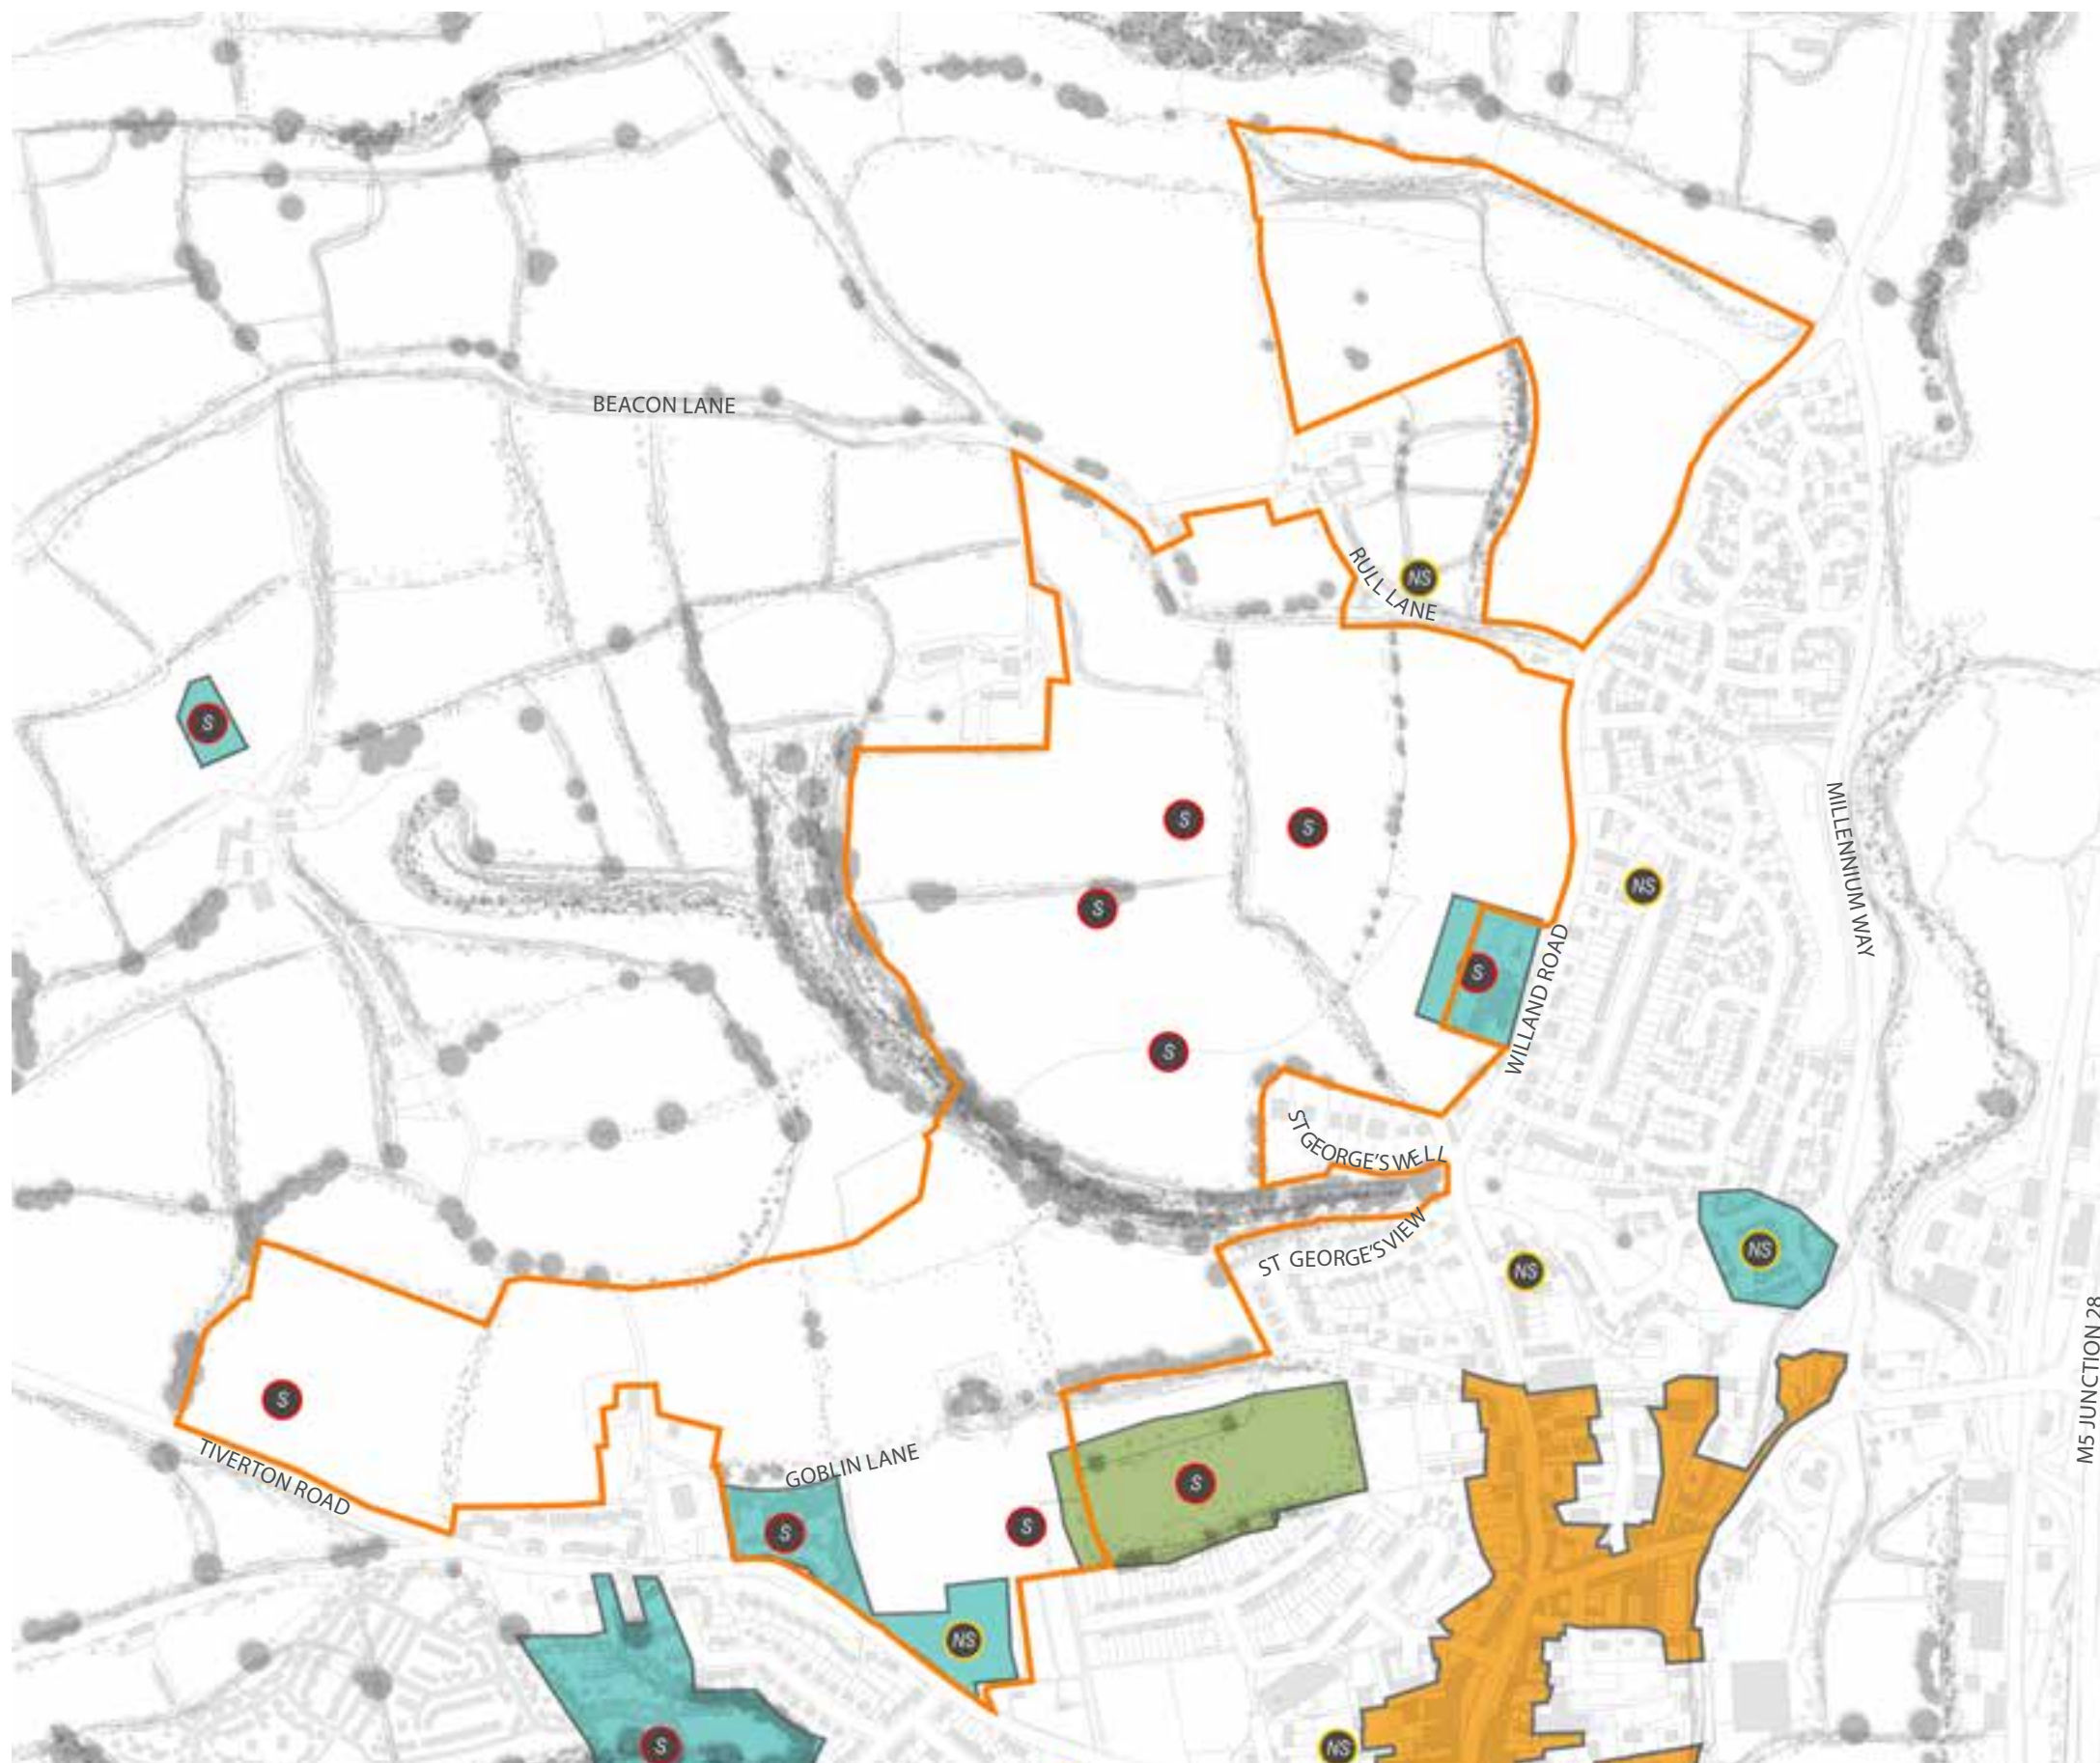 BEACON LANE
RULL LANE
NS
S
S
S
MILLENNIUM WAY
NS
S
S
WILLAND ROAD
S
ST GEORGE'S WELL
ST GEORGE'S VIEW
NS
NS
M5 JUNCTION 28
S
TIVERTON ROAD
GOBLIN LANE
S
S
S
NS
S
NS